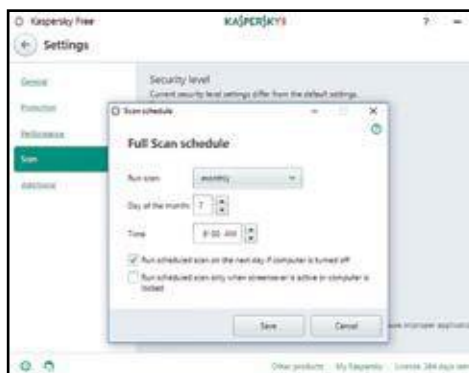 Kaspersky Free
KASPERSKY
?
Settings
General
Security level
Current security level settings differ from the default settings.
Protection
Scan schedule
Performance
Full Scan schedule
Scan
Run scan: monthly
Additional
Day of the month: 7
Time 8:00 AM
Run scheduled scan on the next day if computer is turned off
Run scheduled scan only when screensaver is active or computer is
locked
Save Cancel
Other products My Kaspersky License: 364 days